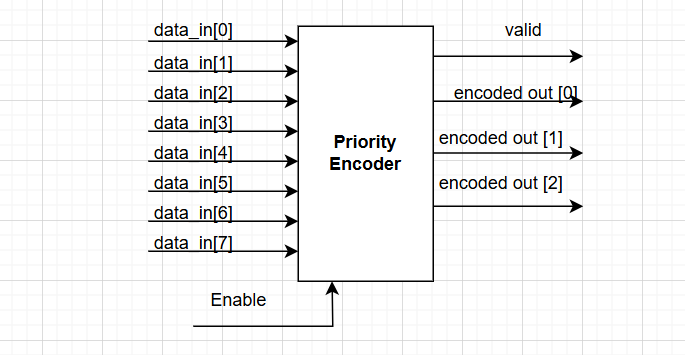 data_in[0]
data_in[1]
data_in[2]
data_in[3]
data_in[4]
data_in[5]
data_in[6]
data_in[7]
Enable
Priority
Encoder
valid
encoded out [0]
encoded out [1]
encoded out [2]